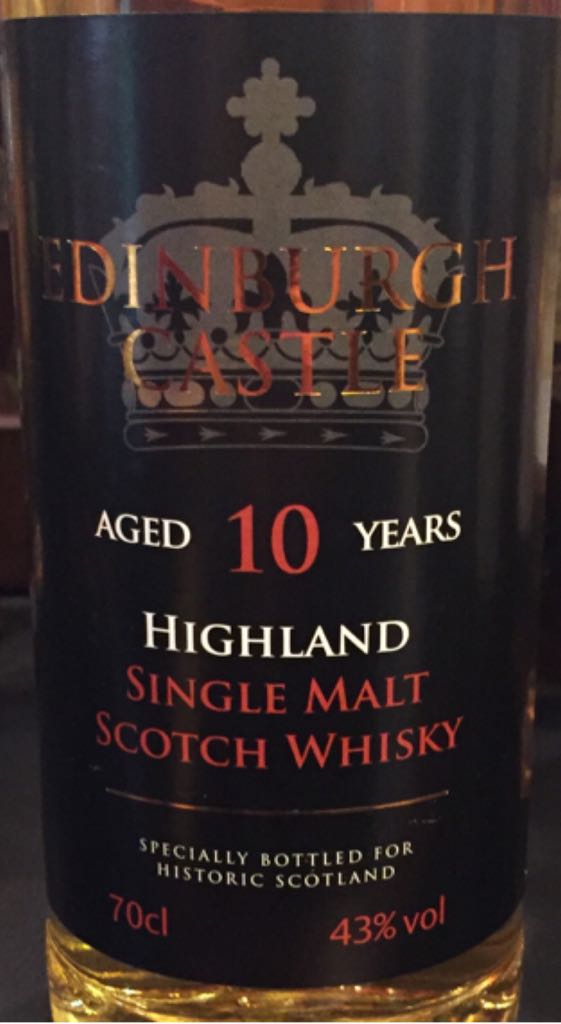 EDINBURGH
CASTLE
AGED 10 YEARS
HIGHLAND
SINGLE MALT
SCOTCH WHISKY
SPECIALLY BOTTLED FOR
HISTORIC SCOTLAND
70cl 43% vol